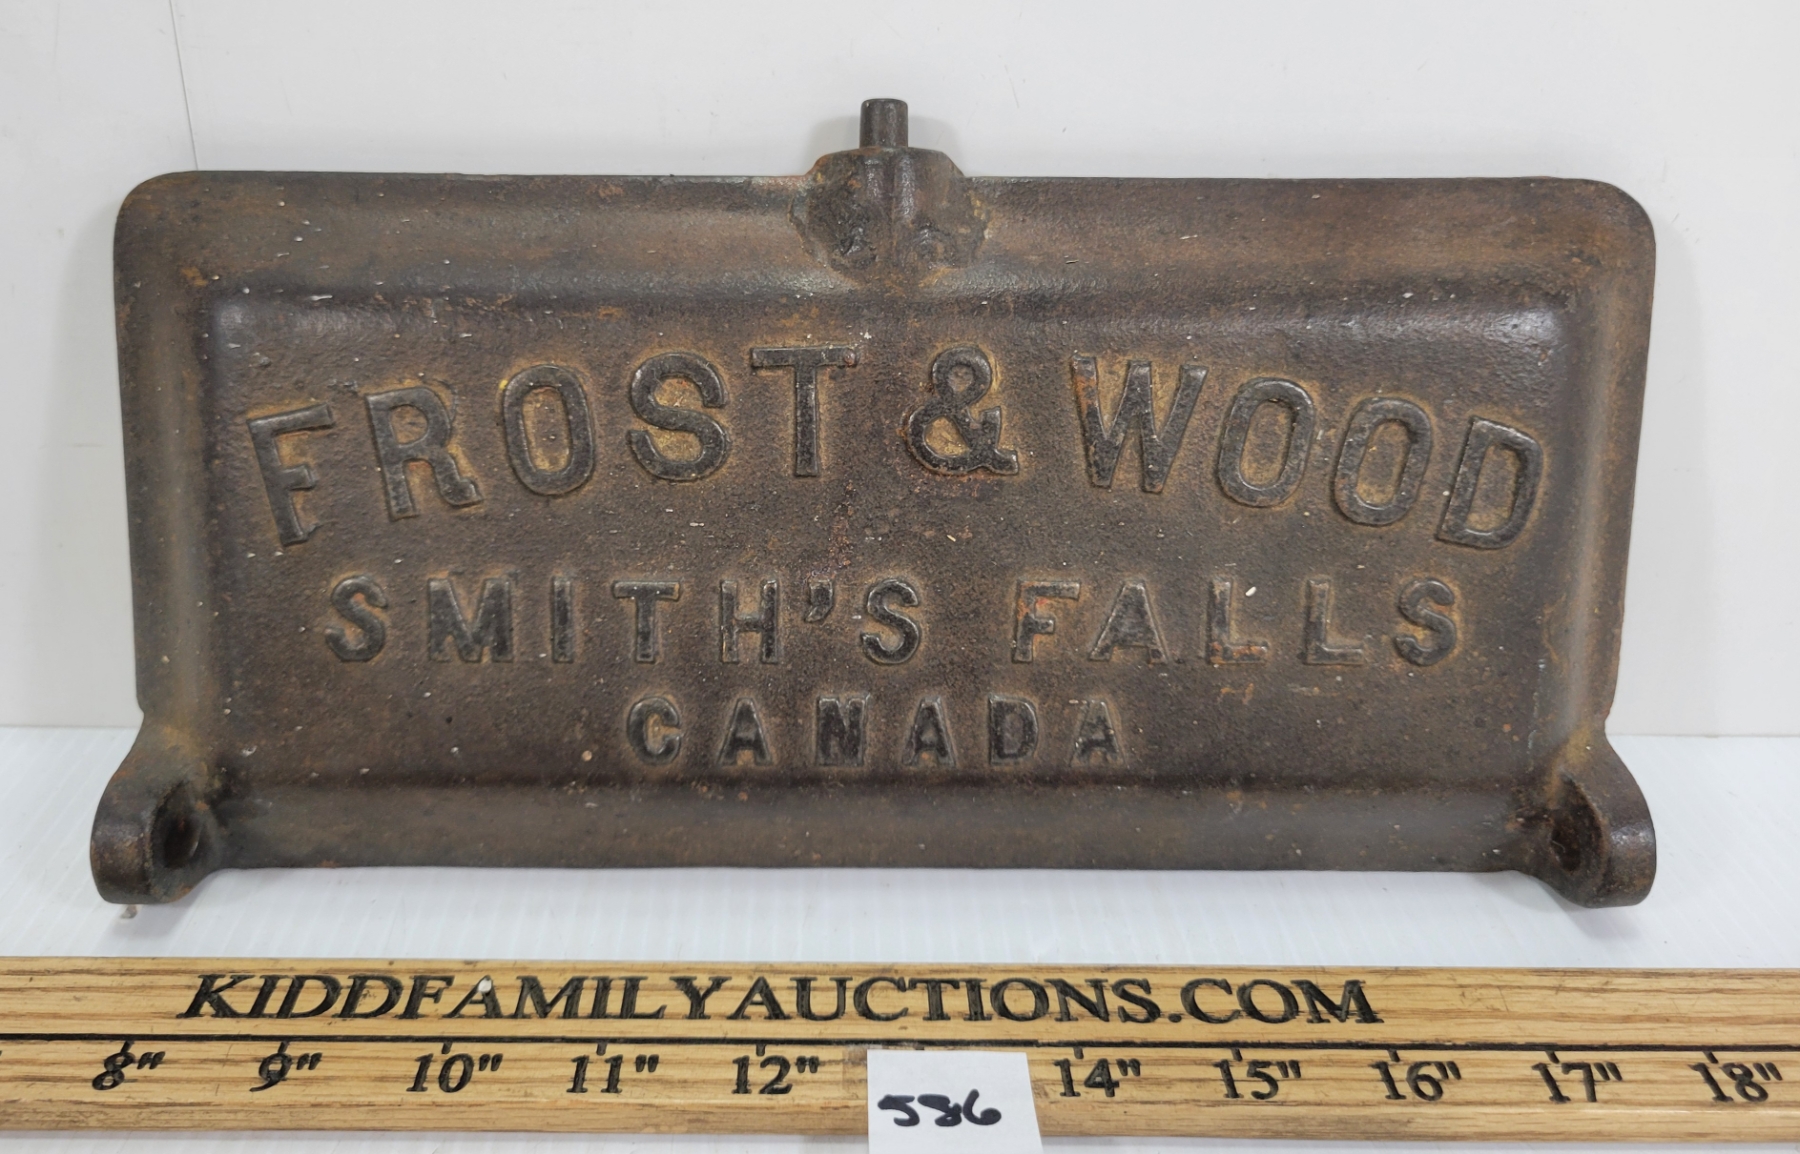 FROST & WOOD
SMITH'S FALLS
CANADA
KIDDFAMILYAUCTIONS.COM
8" 9" 10" 11" 12" 14" 15" 16" 17" 18"
586